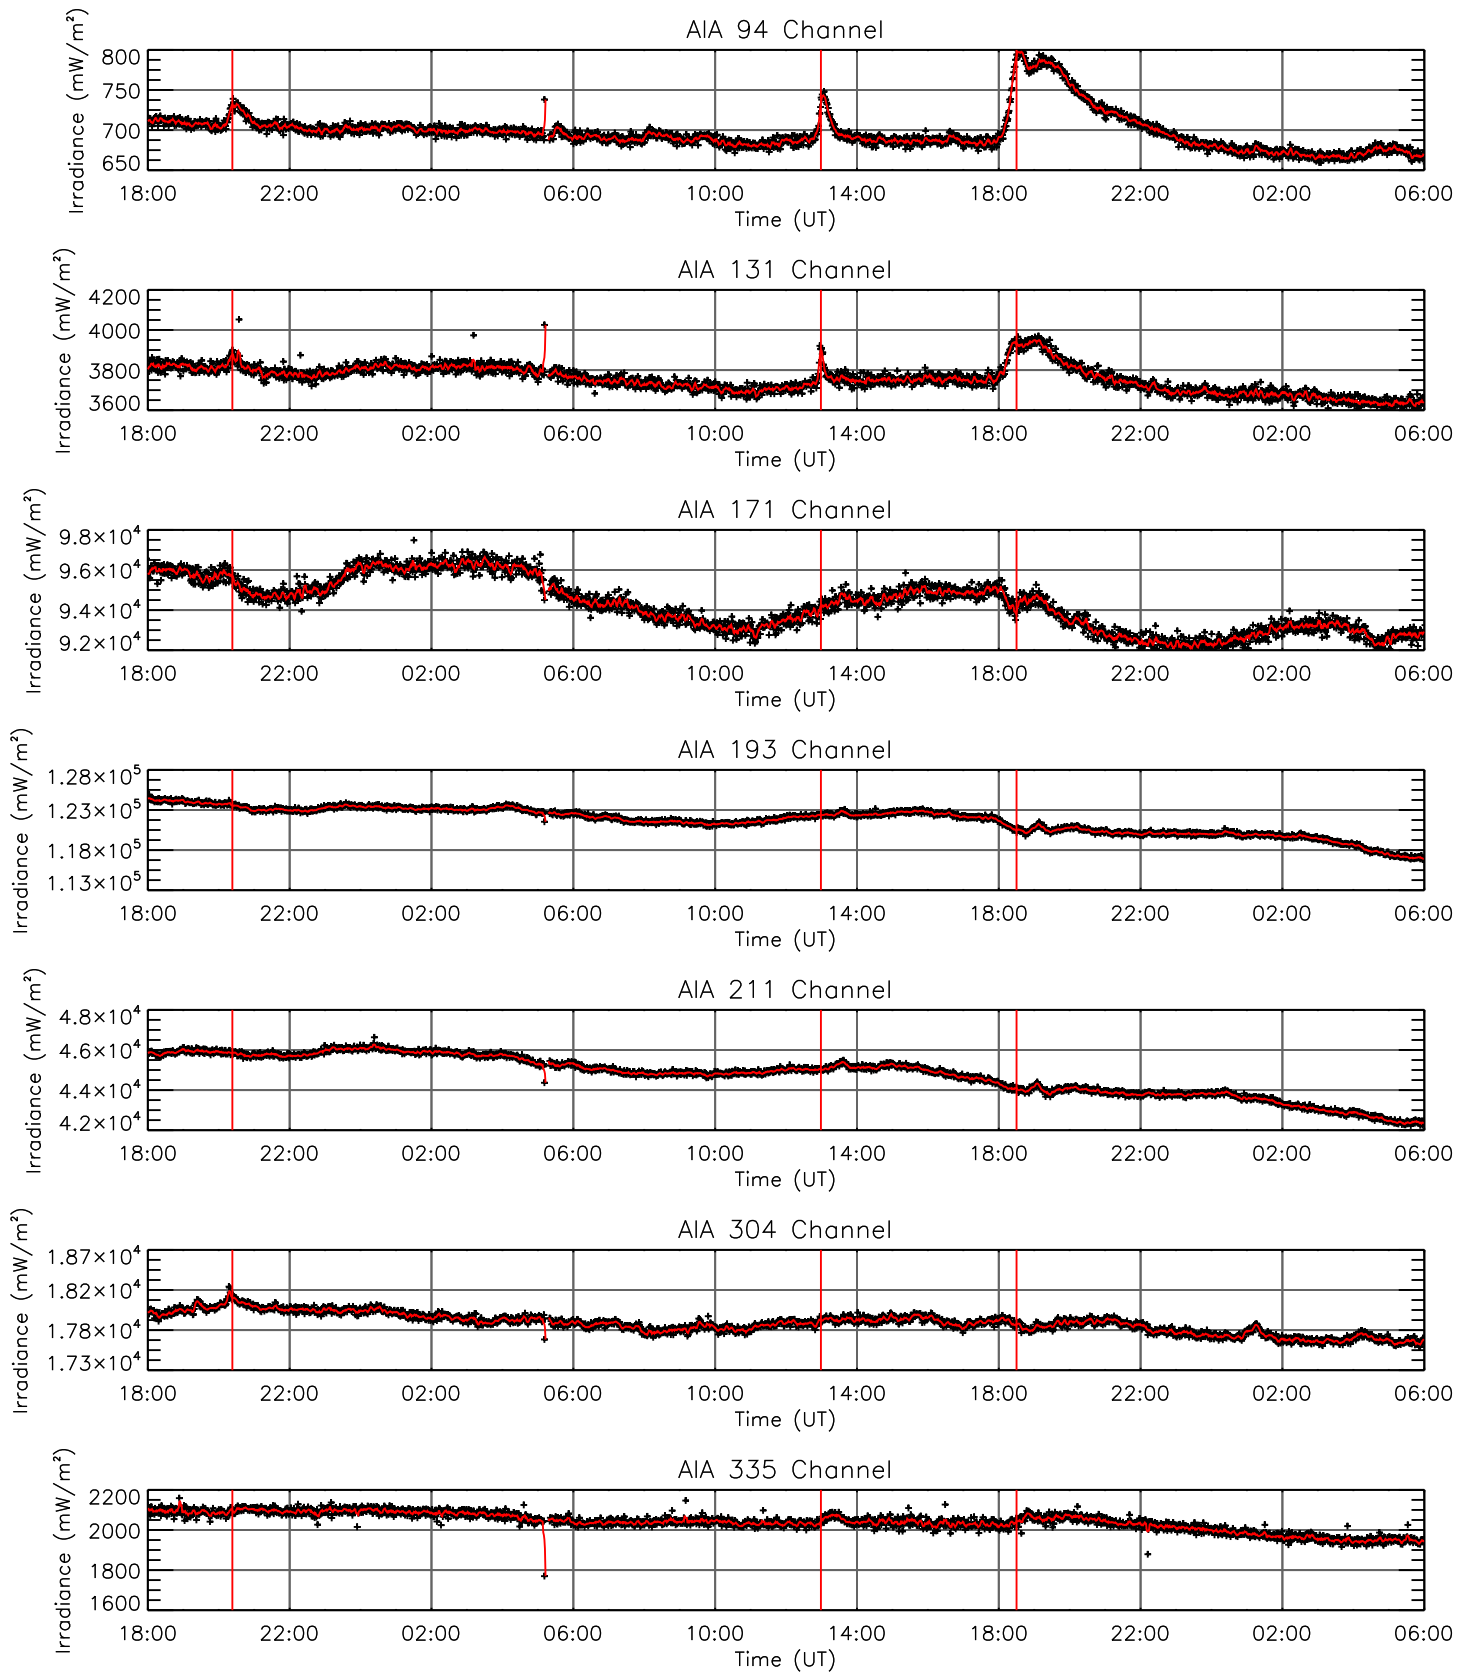 AIA 94 Channel
Irradiance (mW/m²)
800
750
700
650
18:00 22:00 02:00 06:00 10:00 14:00 18:00 22:00 02:00 06:00
Time (UT)
AIA 131 Channel
Irradiance (mW/m²)
4200
4000
3800
3600
18:00 22:00 02:00 06:00 10:00 14:00 18:00 22:00 02:00 06:00
Time (UT)
AIA 171 Channel
Irradiance (mW/m²)
9.8×10⁴
9.6×10⁴
9.4×10⁴
9.2×10⁴
18:00 22:00 02:00 06:00 10:00 14:00 18:00 22:00 02:00 06:00
Time (UT)
AIA 193 Channel
Irradiance (mW/m²)
1.28×10⁵
1.23×10⁵
1.18×10⁵
1.13×10⁵
18:00 22:00 02:00 06:00 10:00 14:00 18:00 22:00 02:00 06:00
Time (UT)
AIA 211 Channel
Irradiance (mW/m²)
4.8×10⁴
4.6×10⁴
4.4×10⁴
4.2×10⁴
18:00 22:00 02:00 06:00 10:00 14:00 18:00 22:00 02:00 06:00
Time (UT)
AIA 304 Channel
Irradiance (mW/m²)
1.87×10⁴
1.82×10⁴
1.78×10⁴
1.73×10⁴
18:00 22:00 02:00 06:00 10:00 14:00 18:00 22:00 02:00 06:00
Time (UT)
AIA 335 Channel
Irradiance (mW/m²)
2200
2000
1800
1600
18:00 22:00 02:00 06:00 10:00 14:00 18:00 22:00 02:00 06:00
Time (UT)